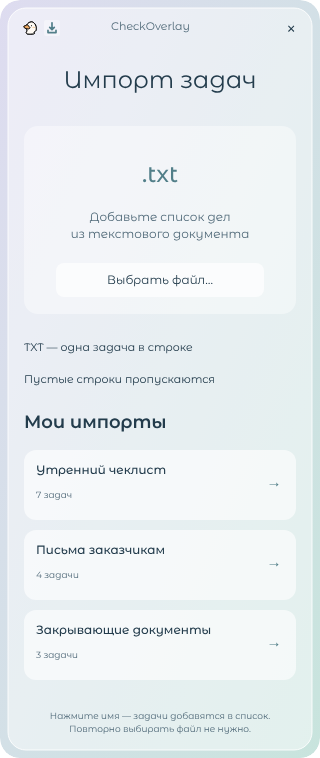 CheckOverlay
×
Импорт задач
.txt
Добавьте список дел
из текстового документа
Выбрать файл...
TXT — одна задача в строке
Пустые строки пропускаются
Мои импорты
Утренний чеклист
7 задач
→
Письма заказчикам
4 задачи
→
Закрывающие документы
3 задачи
→
Нажмите имя — задачи добавятся в список.
Повторно выбирать файл не нужно.